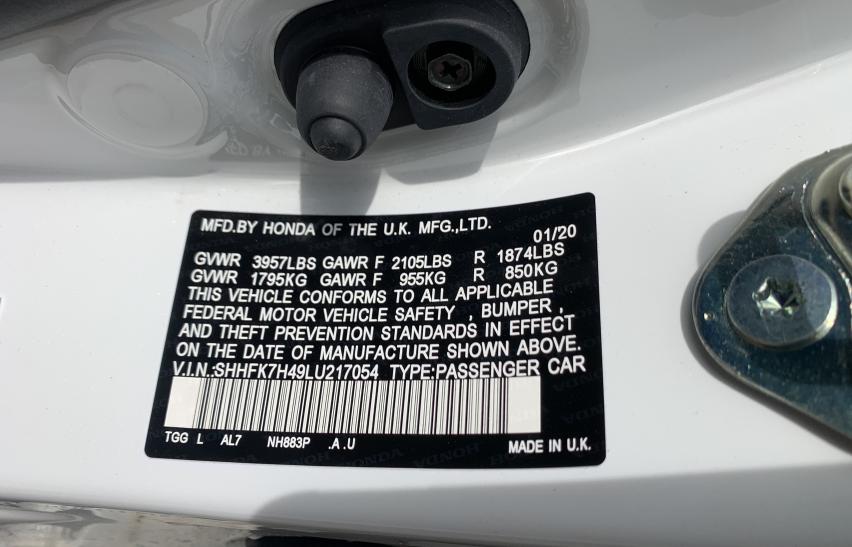 MFD.BY HONDA OF THE U.K. MFG.,LTD. 01/20
GVWR 3957LBS GAWR F 2105LBS R 1874LBS
GVWR 1795KG GAWR F 955KG R 850KG
THIS VEHICLE CONFORMS TO ALL APPLICABLE
FEDERAL MOTOR VEHICLE SAFETY , BUMPER ,
AND THEFT PREVENTION STANDARDS IN EFFECT
ON THE DATE OF MANUFACTURE SHOWN ABOVE.
V.I.N.:SHHFK7H49LU217054 TYPE:PASSENGER CAR
TGG L AL7 NH883P .A .U MADE IN U.K.